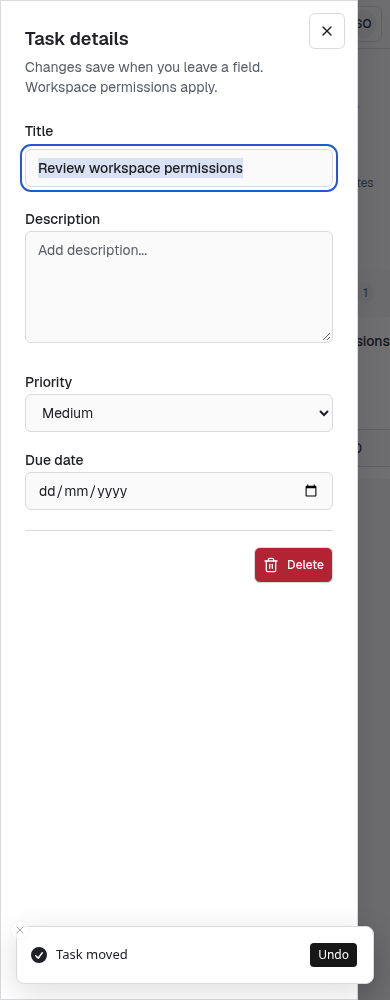 Task details
Changes save when you leave a field.
Workspace permissions apply.
Title
Review workspace permissions
Description
Add description...
Priority
Medium
Due date
dd/mm/yyyy
Delete
Task moved
Undo
1